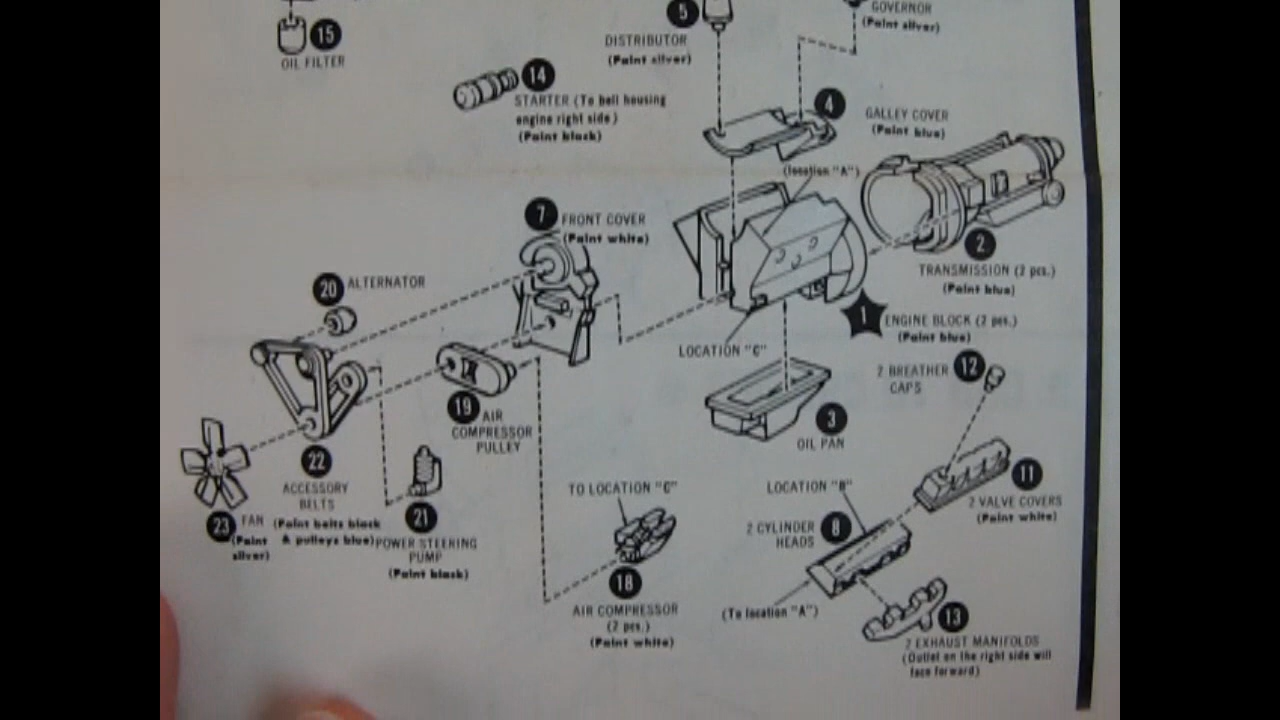 5
GOVERNOR
(Paint silver)
15
OIL FILTER
DISTRIBUTOR
(Paint silver)
14
STARTER (To bell housing
engine right side)
(Paint black)
4
GALLEY COVER
(Paint blue)
(location "A")
7
FRONT COVER
(Paint white)
2
TRANSMISSION (2 pcs.)
(Paint blue)
20
ALTERNATOR
1
ENGINE BLOCK (2 pcs.)
(Paint blue)
LOCATION "C"
12
2 BREATHER
CAPS
19
AIR
COMPRESSOR
PULLEY
3
OIL PAN
22
ACCESSORY
BELTS
(Paint belts black
& pulleys blue)
23
FAN
(Paint
silver)
21
POWER STEERING
PUMP
(Paint black)
TO LOCATION "C"
18
AIR COMPRESSOR
(2 pcs.)
(Paint white)
11
2 VALVE COVERS
(Paint white)
LOCATION "B"
8
2 CYLINDER
HEADS
(To location "A")
13
2 EXHAUST MANIFOLDS
(Outlet on the right side will
face forward)